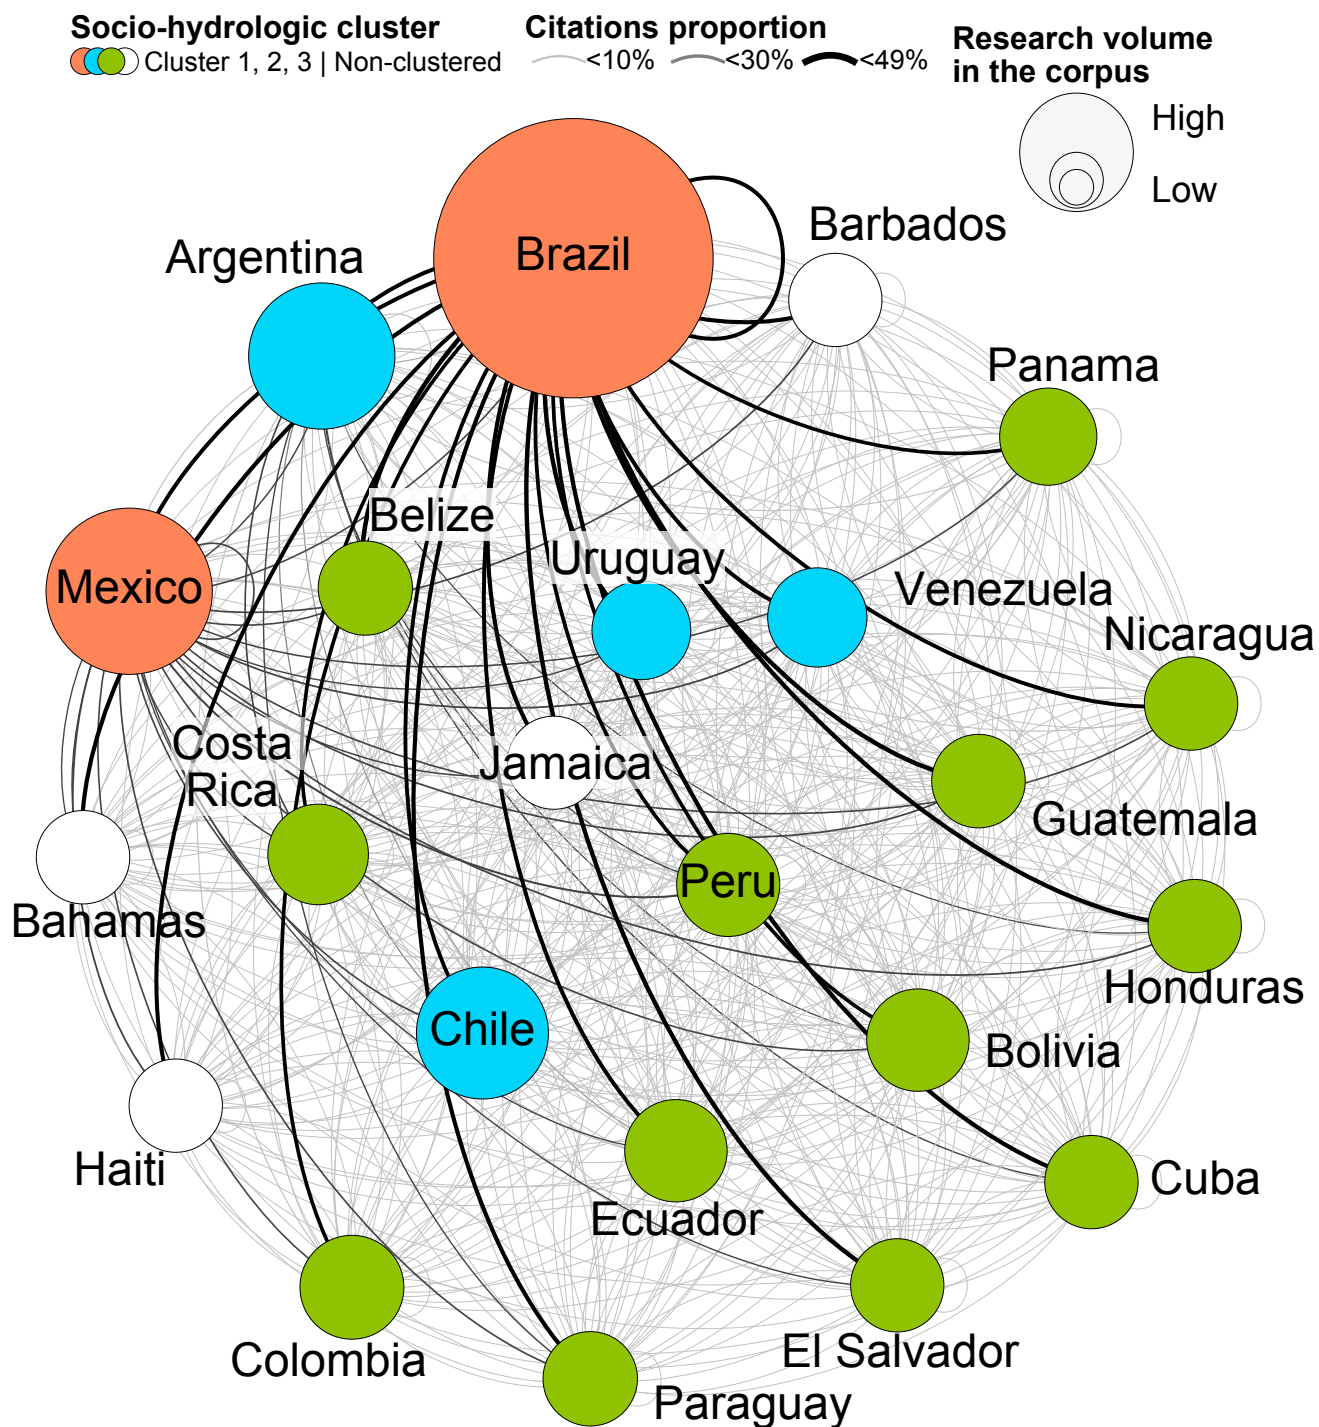 Socio-hydrologic cluster
Cluster 1, 2, 3 | Non-clustered
Citations proportion
<10%
<30%
<49%
Research volume
in the corpus
High
Low
Brazil
Barbados
Argentina
Panama
Belize
Uruguay
Mexico
Venezuela
Nicaragua
Costa
Rica
Jamaica
Guatemala
Peru
Bahamas
Honduras
Chile
Bolivia
Haiti
Cuba
Ecuador
El Salvador
Colombia
Paraguay